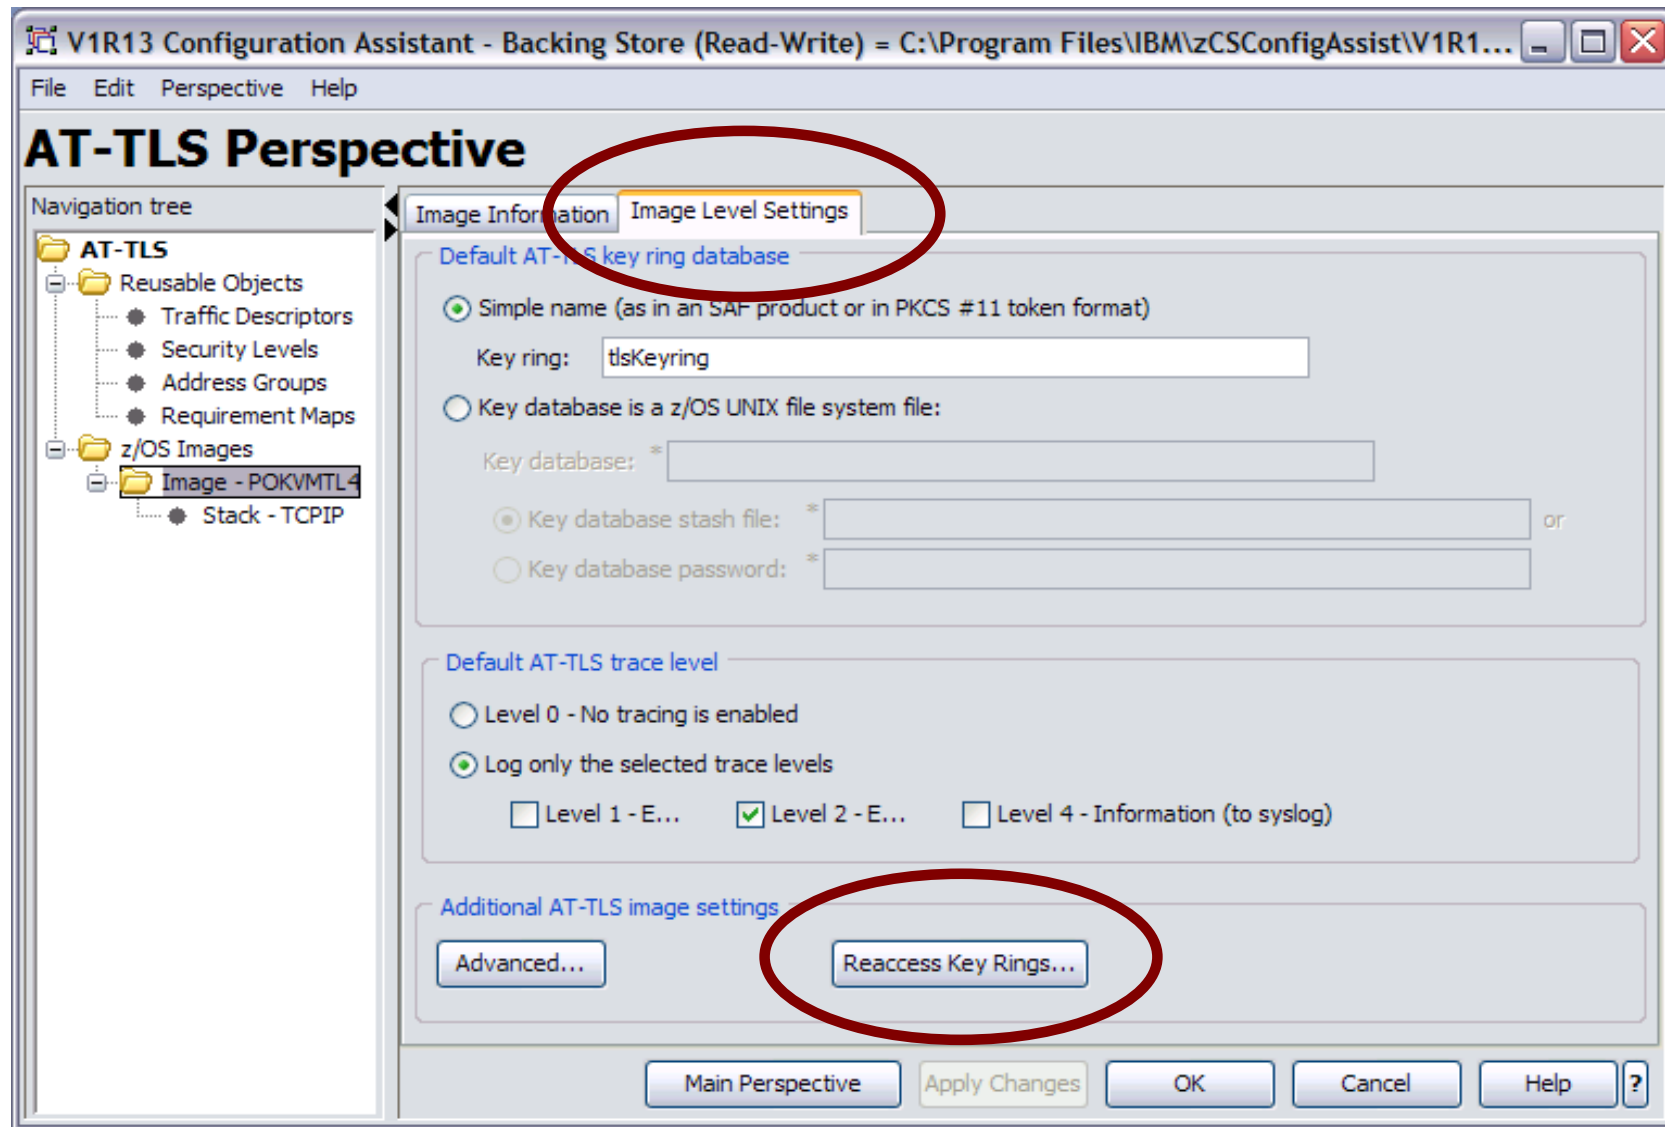 V1R13 Configuration Assistant - Backing Store (Read-Write) = C:\Program Files\IBM\zCSConfigAssist\V1R1...
File Edit Perspective Help
AT-TLS Perspective
Navigation tree
AT-TLS
Reusable Objects
Traffic Descriptors
Security Levels
Address Groups
Requirement Maps
z/OS Images
Image - POKVMTL4
Stack - TCPIP
Image Information Image Level Settings
Default AT-TLS key ring database
Simple name (as in an SAF product or in PKCS #11 token format)
Key ring: tlsKeyring
Key database is a z/OS UNIX file system file:
Key database: *
Key database stash file: * or
Key database password: *
Default AT-TLS trace level
Level 0 - No tracing is enabled
Log only the selected trace levels
Level 1 - E... Level 2 - E... Level 4 - Information (to syslog)
Additional AT-TLS image settings
Advanced... Reaccess Key Rings...
Main Perspective Apply Changes OK Cancel Help ?